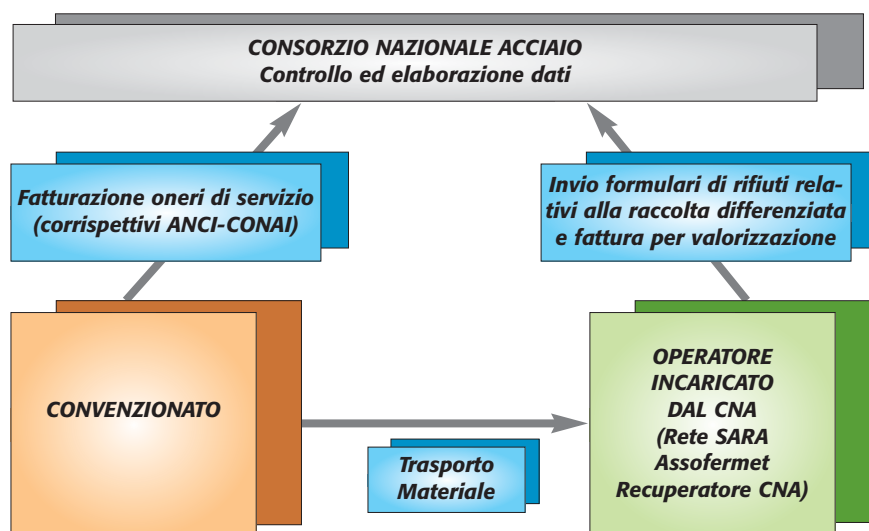 CONSORZIO NAZIONALE ACCIAIO
Controllo ed elaborazione dati
Fatturazione oneri di servizio
(corrispettivi ANCI-CONAI)
Invio formulari di rifiuti rela-
tivi alla raccolta differenziata
e fattura per valorizzazione
CONVENZIONATO
OPERATORE
INCARICATO
DAL CNA
(Rete SARA
Assofermet
Recuperatore CNA)
Trasporto
Materiale